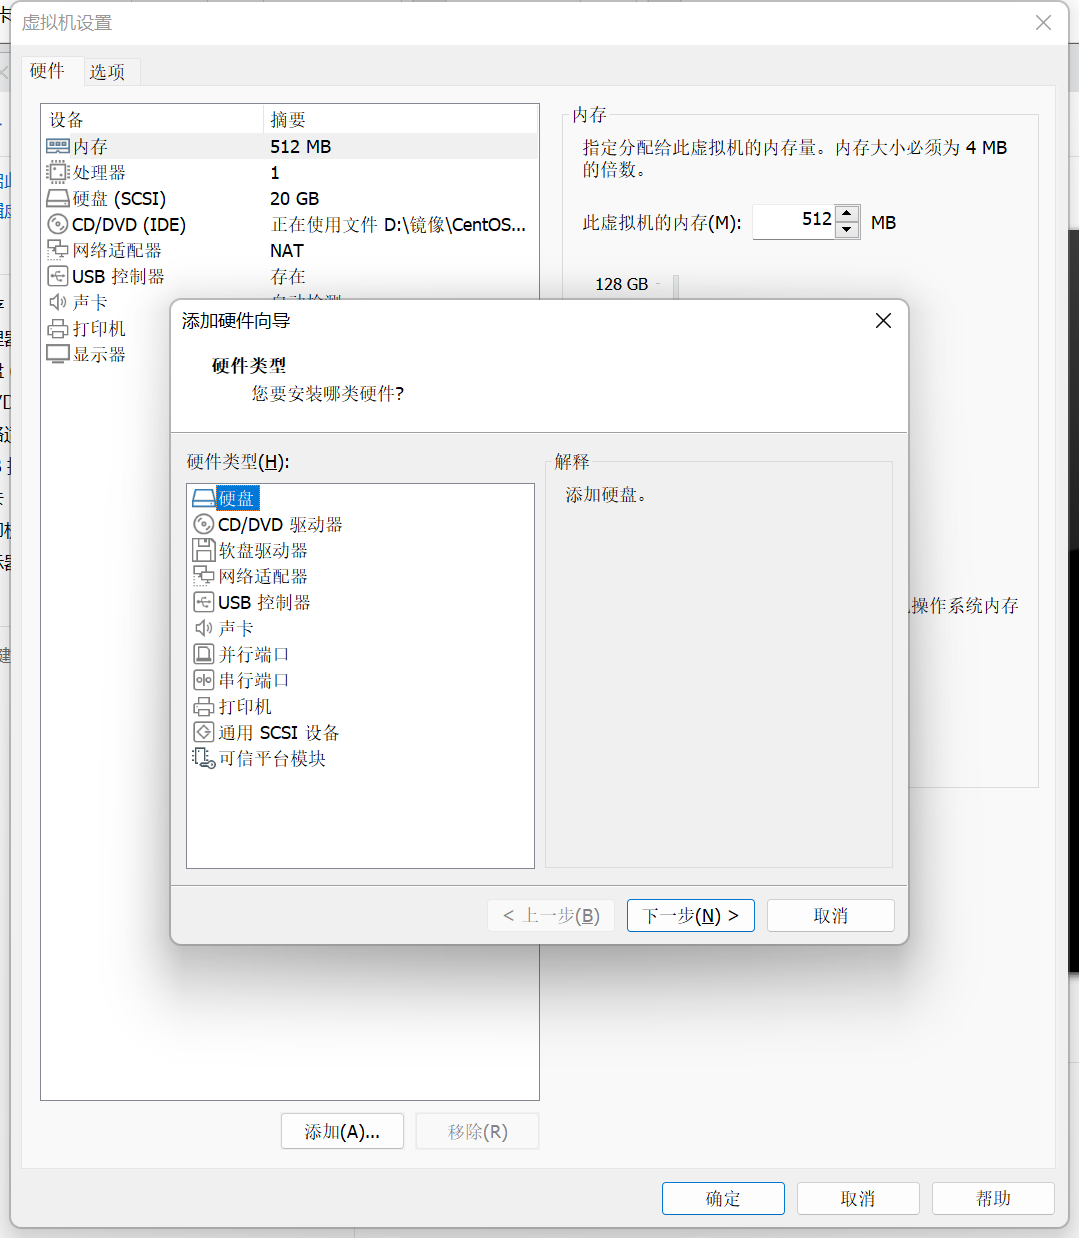 虚拟机设置
硬件 选项
设备 摘要
内存 512 MB
处理器 1
硬盘 (SCSI) 20 GB
CD/DVD (IDE) 正在使用文件 D:\镜像\CentOS...
网络适配器 NAT
USB 控制器 存在
声卡 自动检测
打印机
显示器
内存
指定分配给此虚拟机的内存量。内存大小必须为 4 MB
的倍数。
此虚拟机的内存(M): 512 MB
128 GB
操作系统内存
添加硬件向导
硬件类型
您要安装哪类硬件?
硬件类型(H):
硬盘
CD/DVD 驱动器
软盘驱动器
网络适配器
USB 控制器
声卡
并行端口
串行端口
打印机
通用 SCSI 设备
可信平台模块
解释
添加硬盘。
< 上一步(B) 下一步(N) > 取消
添加(A)... 移除(R)
确定 取消 帮助